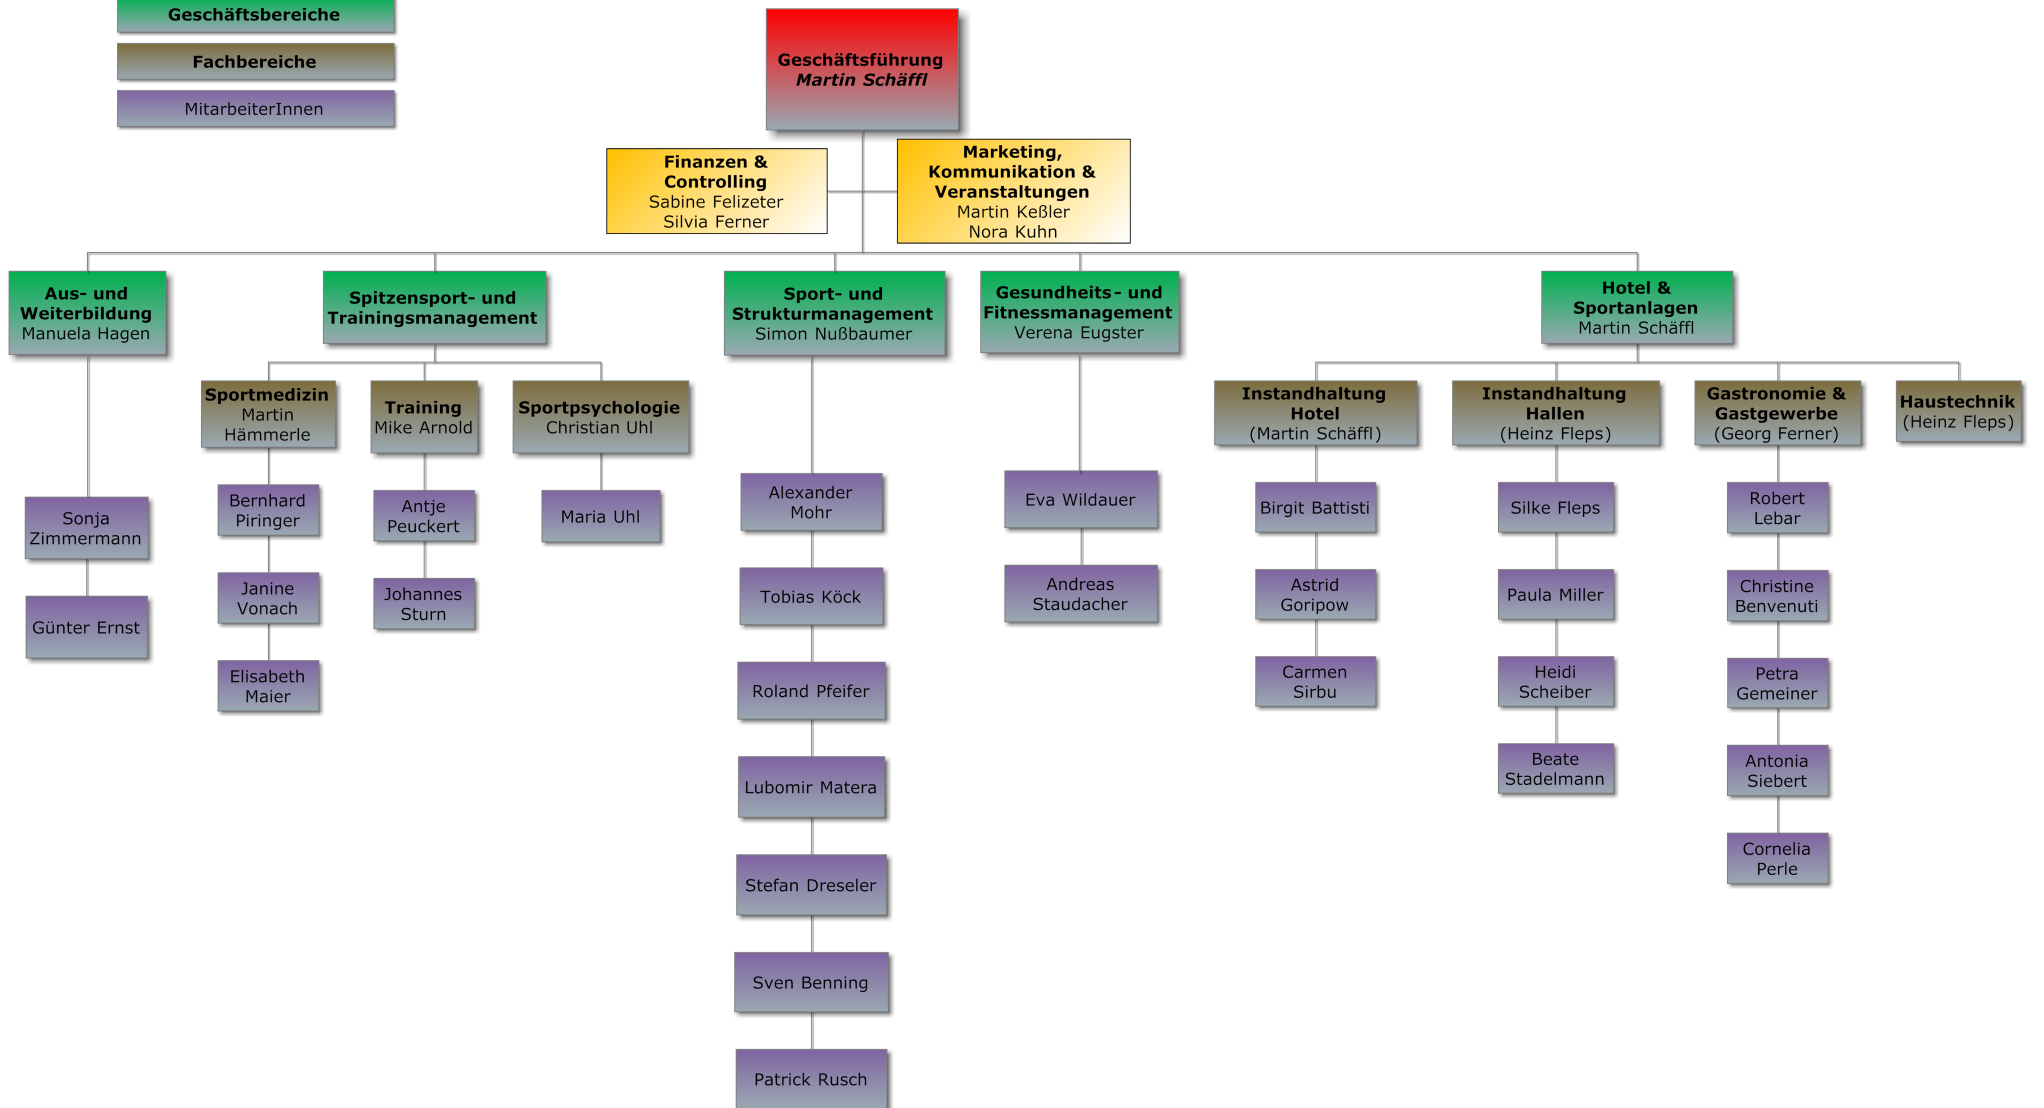 Geschäftsbereiche
Fachbereiche
MitarbeiterInnen
Geschäftsführung
Martin Schäffl
Finanzen &
Controlling
Sabine Felizeter
Silvia Ferner
Marketing,
Kommunikation &
Veranstaltungen
Martin Keßler
Nora Kuhn
Aus- und
Weiterbildung
Manuela Hagen
Sonja
Zimmermann
Günter Ernst
Spitzensport- und
Trainingsmanagement
Sportmedizin
Martin
Hämmerle
Bernhard
Piringer
Janine
Vonach
Elisabeth
Maier
Training
Mike Arnold
Antje
Peuckert
Johannes
Sturn
Sportpsychologie
Christian Uhl
Maria Uhl
Sport- und
Strukturmanagement
Simon Nußbaumer
Alexander
Mohr
Tobias Köck
Roland Pfeifer
Lubomir Matera
Stefan Dreseler
Sven Benning
Patrick Rusch
Gesundheits- und
Fitnessmanagement
Verena Eugster
Eva Wildauer
Andreas
Staudacher
Hotel &
Sportanlagen
Martin Schäffl
Instandhaltung
Hotel
(Martin Schäffl)
Birgit Battisti
Astrid
Goripow
Carmen
Sirbu
Instandhaltung
Hallen
(Heinz Fleps)
Silke Fleps
Paula Miller
Heidi
Scheiber
Beate
Stadelmann
Gastronomie &
Gastgewerbe
(Georg Ferner)
Robert
Lebar
Christine
Benvenuti
Petra
Gemeiner
Antonia
Siebert
Cornelia
Perle
Haustechnik
(Heinz Fleps)